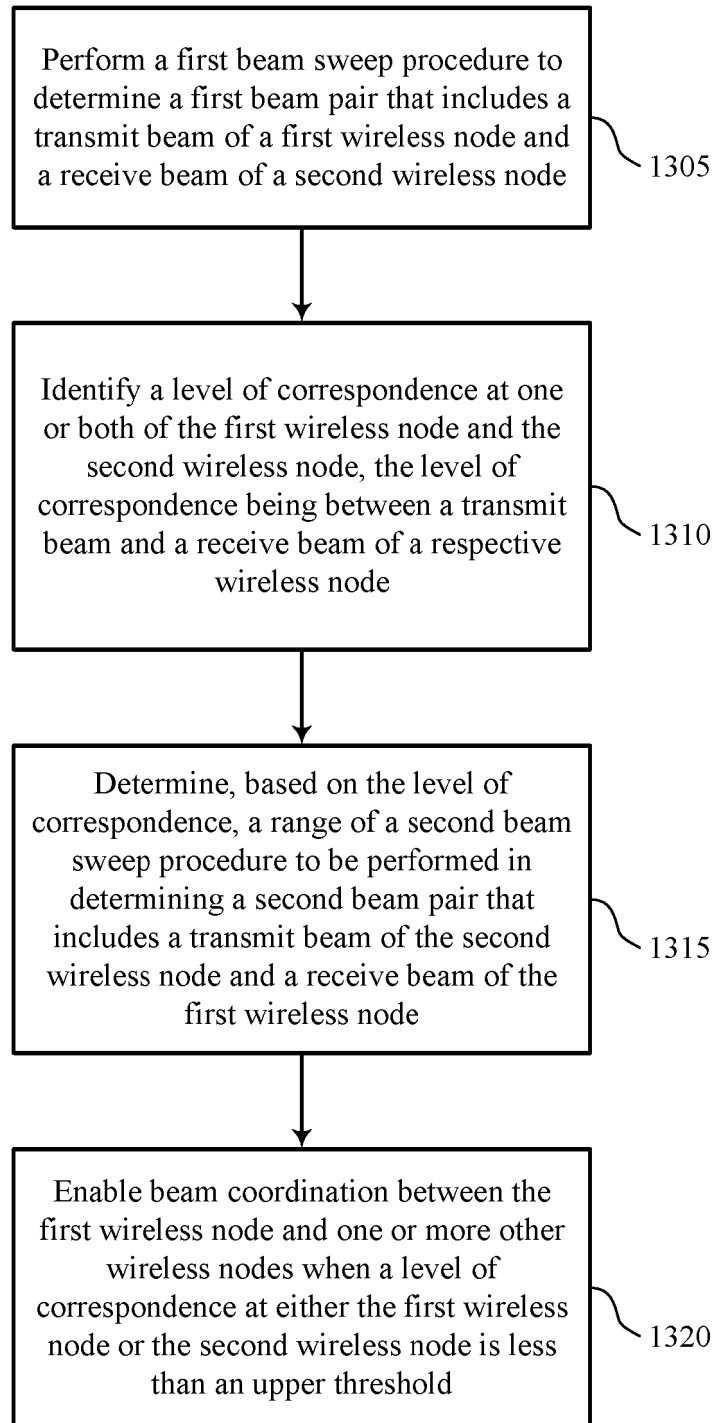 Perform a first beam sweep procedure to
determine a first beam pair that includes a
transmit beam of a first wireless node and
a receive beam of a second wireless node
1305
Identify a level of correspondence at one
or both of the first wireless node and the
second wireless node, the level of
correspondence being between a transmit
beam and a receive beam of a respective
wireless node
1310
Determine, based on the level of
correspondence, a range of a second beam
sweep procedure to be performed in
determining a second beam pair that
includes a transmit beam of the second
wireless node and a receive beam of the
first wireless node
1315
Enable beam coordination between the
first wireless node and one or more other
wireless nodes when a level of
correspondence at either the first wireless
node or the second wireless node is less
than an upper threshold
1320